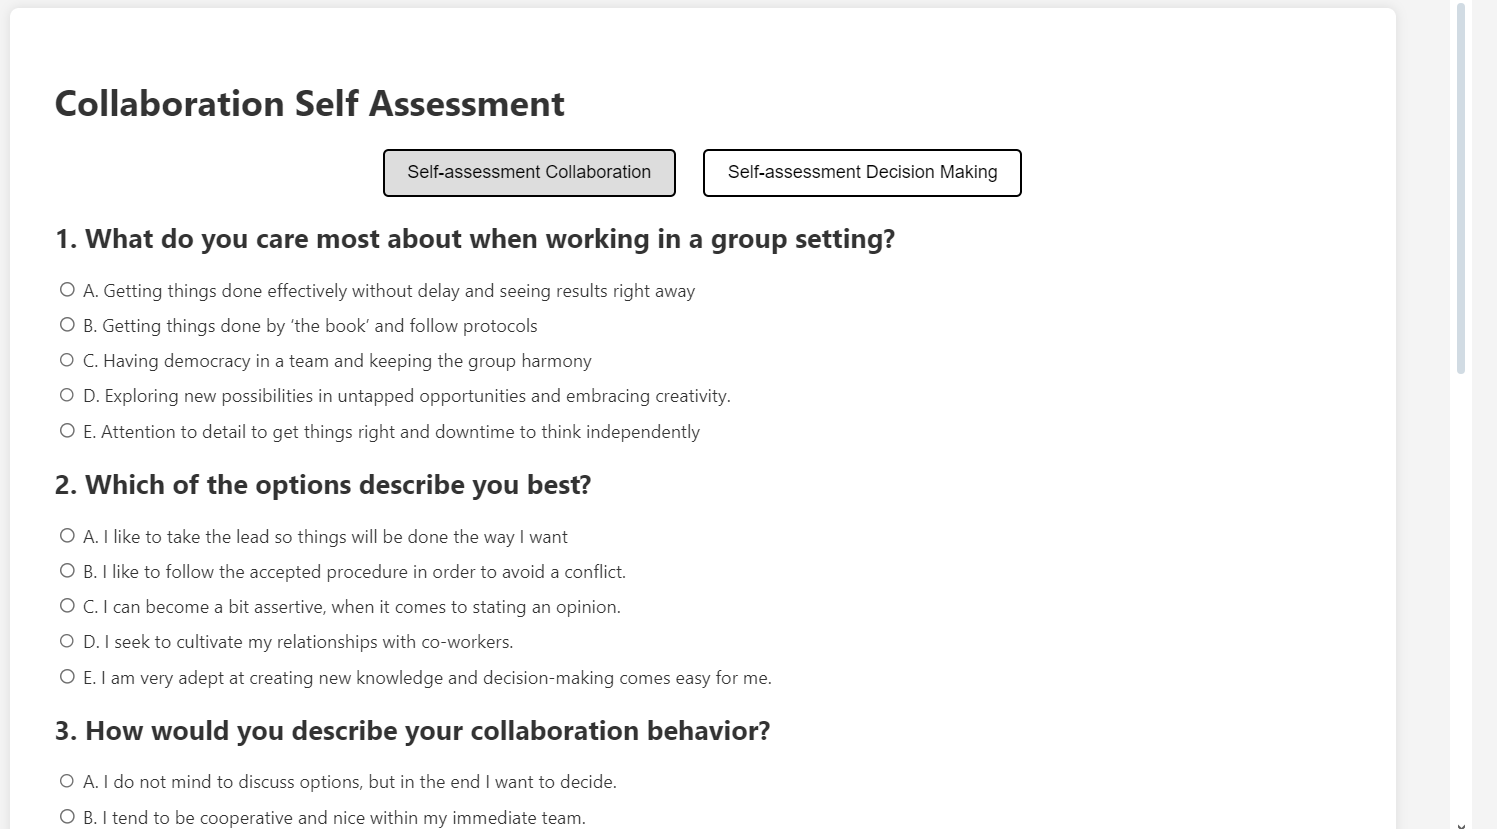 Collaboration Self Assessment
Self-assessment Collaboration
Self-assessment Decision Making
1. What do you care most about when working in a group setting?
A. Getting things done effectively without delay and seeing results right away
B. Getting things done by ‘the book’ and follow protocols
C. Having democracy in a team and keeping the group harmony
D. Exploring new possibilities in untapped opportunities and embracing creativity.
E. Attention to detail to get things right and downtime to think independently
2. Which of the options describe you best?
A. I like to take the lead so things will be done the way I want
B. I like to follow the accepted procedure in order to avoid a conflict.
C. I can become a bit assertive, when it comes to stating an opinion.
D. I seek to cultivate my relationships with co-workers.
E. I am very adept at creating new knowledge and decision-making comes easy for me.
3. How would you describe your collaboration behavior?
A. I do not mind to discuss options, but in the end I want to decide.
B. I tend to be cooperative and nice within my immediate team.